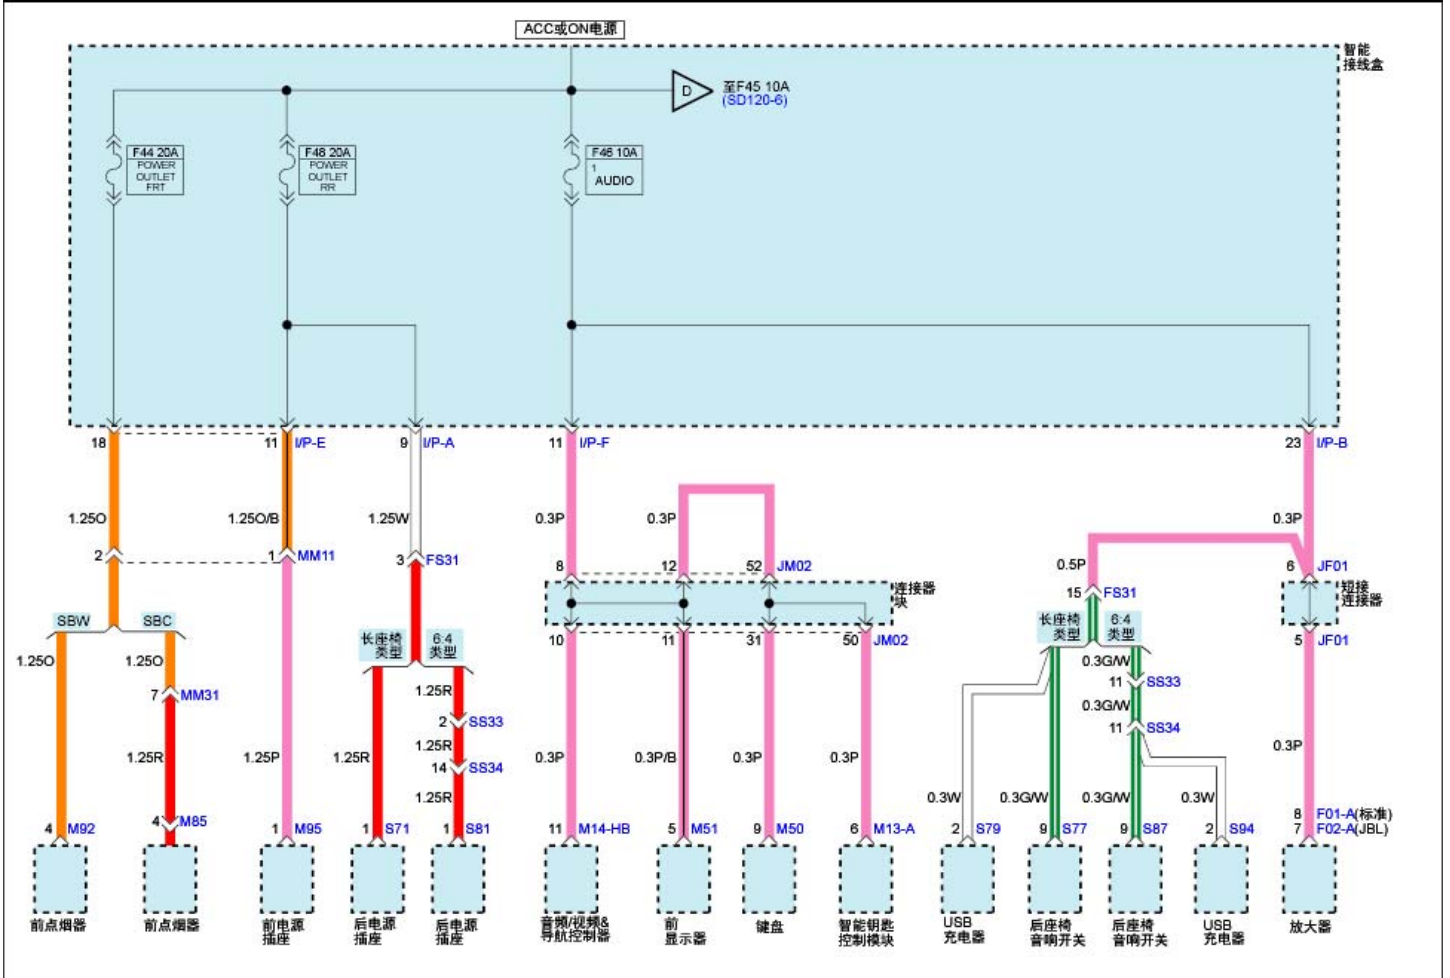 ACC或ON电源
智能
接线盒
D
至F45 10A
(SD120-6)
F44 20A
POWER
OUTLET
FRT
F48 20A
POWER
OUTLET
RR
F46 10A
1
AUDIO
18
11 I/P-E
9 I/P-A
11 I/P-F
23 I/P-B
1.25O
1.25O/B
1.25W
0.3P
0.3P
0.3P
2
1 MM11
3 FS31
8
12
52 JM02
0.5P
6 JF01
15 FS31
连接器
块
短接
连接器
SBW
SBC
长座椅
类型
6:4
类型
10
11
31
50 JM02
长座椅
类型
6:4
类型
5 JF01
1.25O
1.25O
0.3G/W
7 MM31
1.25R
11 SS33
2 SS33
0.3G/W
11 SS34
1.25R
14 SS34
1.25R
1.25P
1.25R
0.3P
0.3P/B
0.3P
0.3P
0.3P
1.25R
0.3W
0.3G/W
0.3G/W
0.3W
4 M92
4 M85
1 M95
1 S71
1 S81
11 M14-HB
5 M51
9 M50
6 M13-A
2 S79
9 S77
9 S87
2 S94
8 F01-A(标准)
7 F02-A(JBL)
前点烟器
前点烟器
前电源
插座
后电源
插座
后电源
插座
音频/视频&
导航控制器
前
显示器
键盘
智能钥匙
控制模块
USB
充电器
后座椅
音响开关
后座椅
音响开关
USB
充电器
放大器